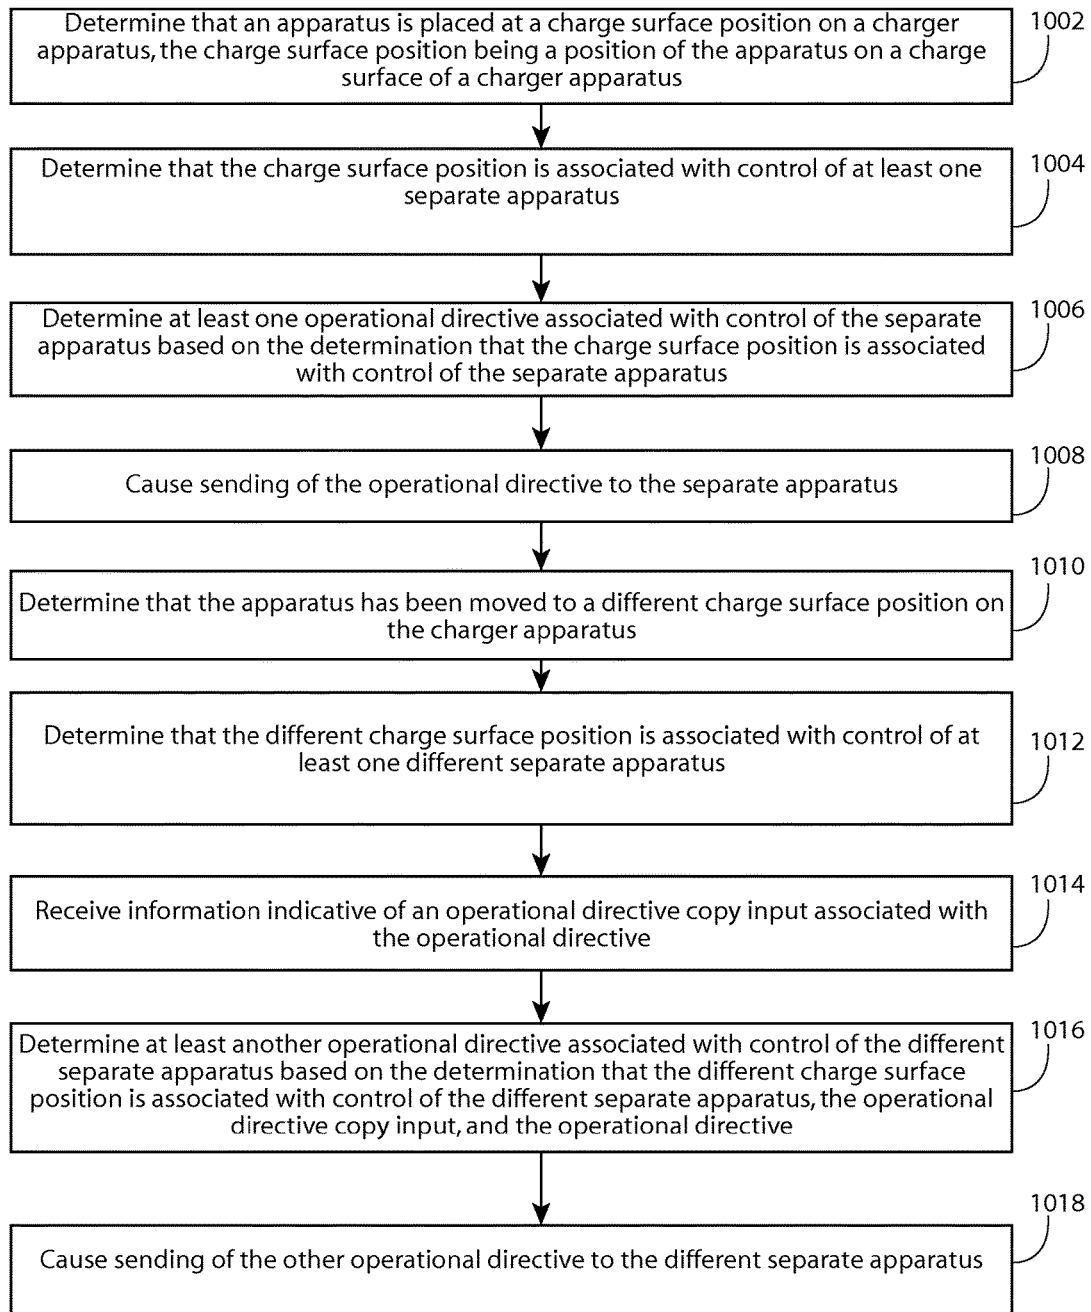 Determine that an apparatus is placed at a charge surface position on a charger
apparatus, the charge surface position being a position of the apparatus on a charge
surface of a charger apparatus
1002
Determine that the charge surface position is associated with control of at least one
separate apparatus
1004
Determine at least one operational directive associated with control of the separate
apparatus based on the determination that the charge surface position is associated
with control of the separate apparatus
1006
Cause sending of the operational directive to the separate apparatus
1008
Determine that the apparatus has been moved to a different charge surface position on
the charger apparatus
1010
Determine that the different charge surface position is associated with control of at
least one different separate apparatus
1012
Receive information indicative of an operational directive copy input associated with
the operational directive
1014
Determine at least another operational directive associated with control of the different
separate apparatus based on the determination that the different charge surface
position is associated with control of the different separate apparatus, the operational
directive copy input, and the operational directive
1016
Cause sending of the other operational directive to the different separate apparatus
1018